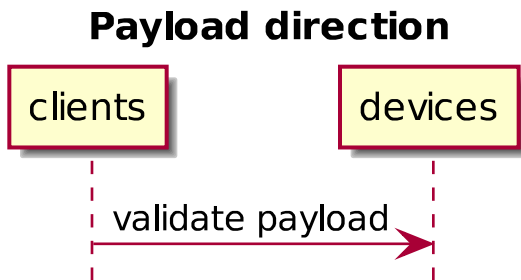 Payload direction
clients
devices
validate payload